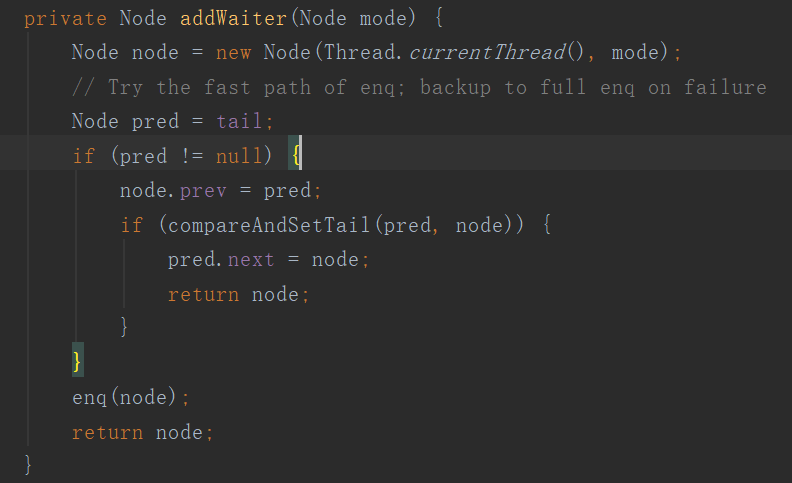 private Node addWaiter(Node mode) {
    Node node = new Node(Thread.currentThread(), mode);
    // Try the fast path of enq; backup to full enq on failure
    Node pred = tail;
    if (pred != null) {
        node.prev = pred;
        if (compareAndSetTail(pred, node)) {
            pred.next = node;
            return node;
        }
    }
    enq(node);
    return node;
}